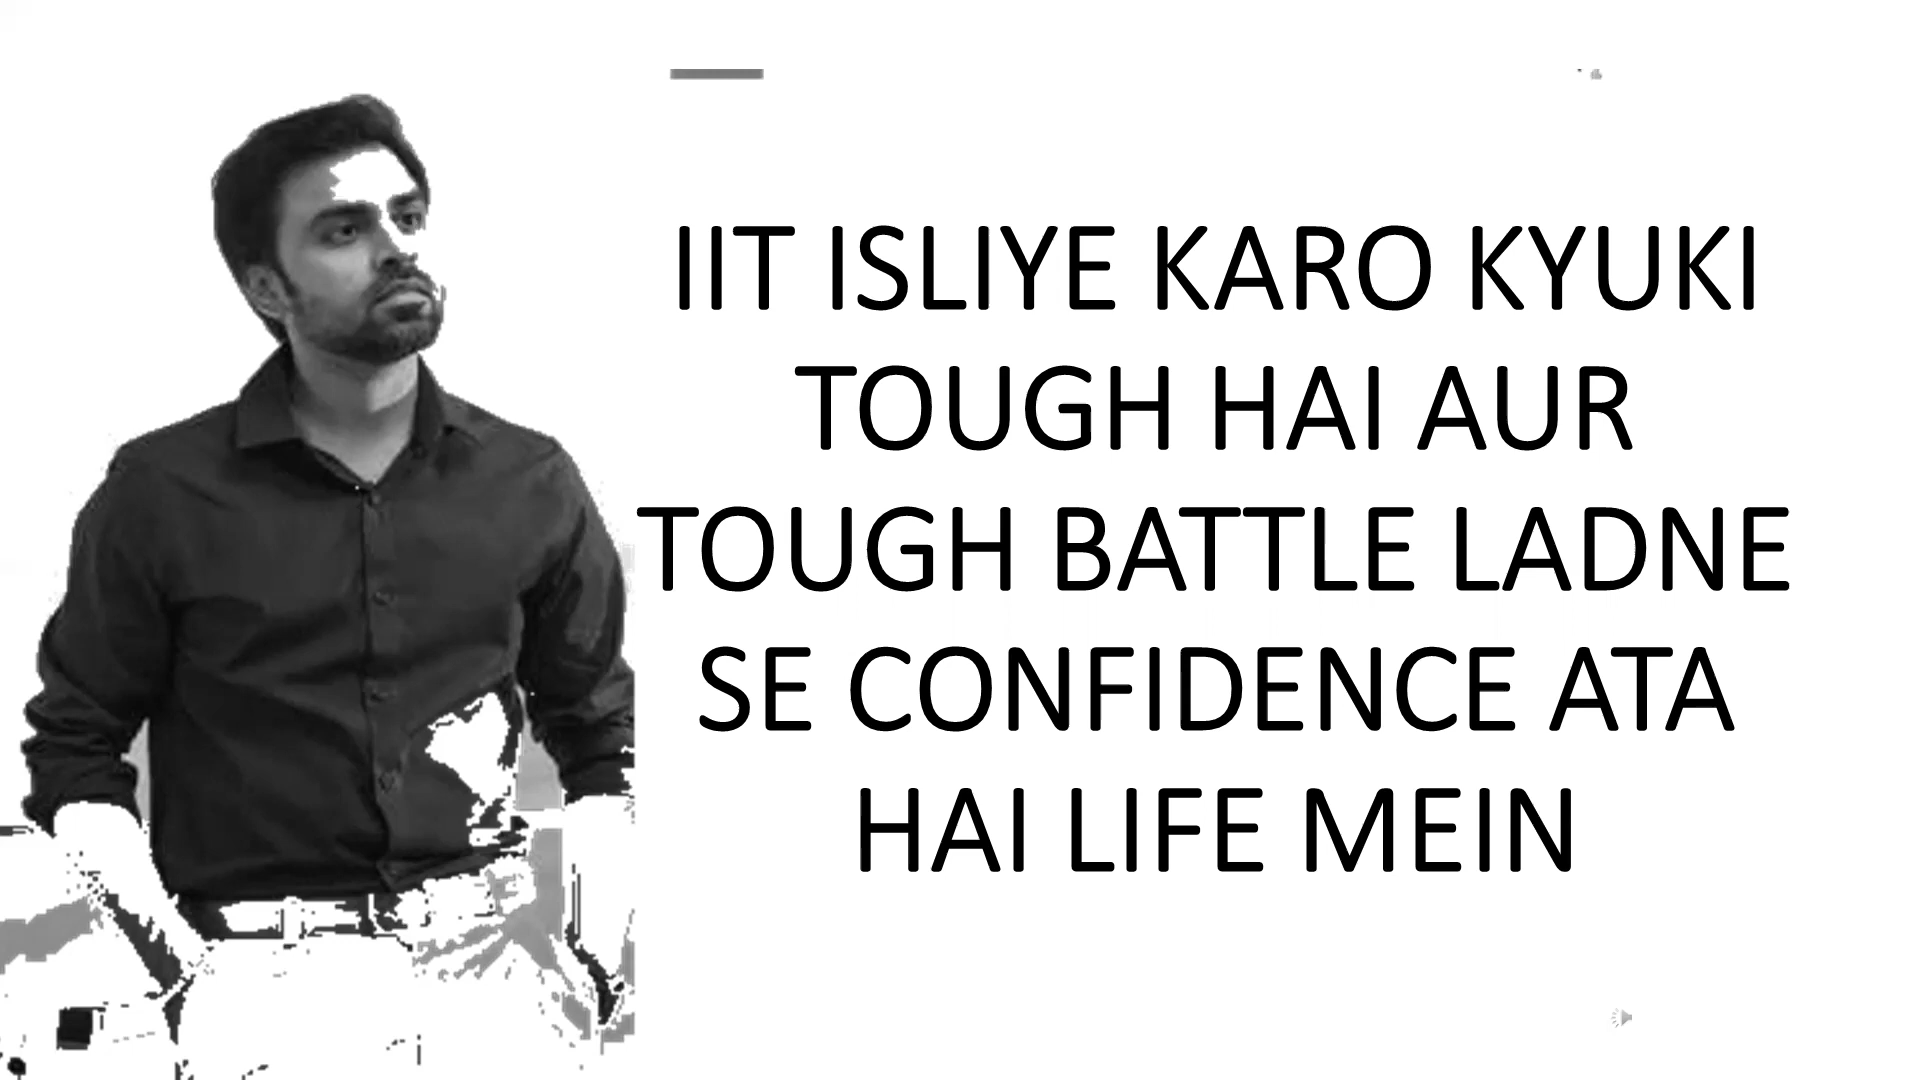 IIT ISLIYE KARO KYUKI
TOUGH HAI AUR
TOUGH BATTLE LADNE
SE CONFIDENCE ATA
HAI LIFE MEIN